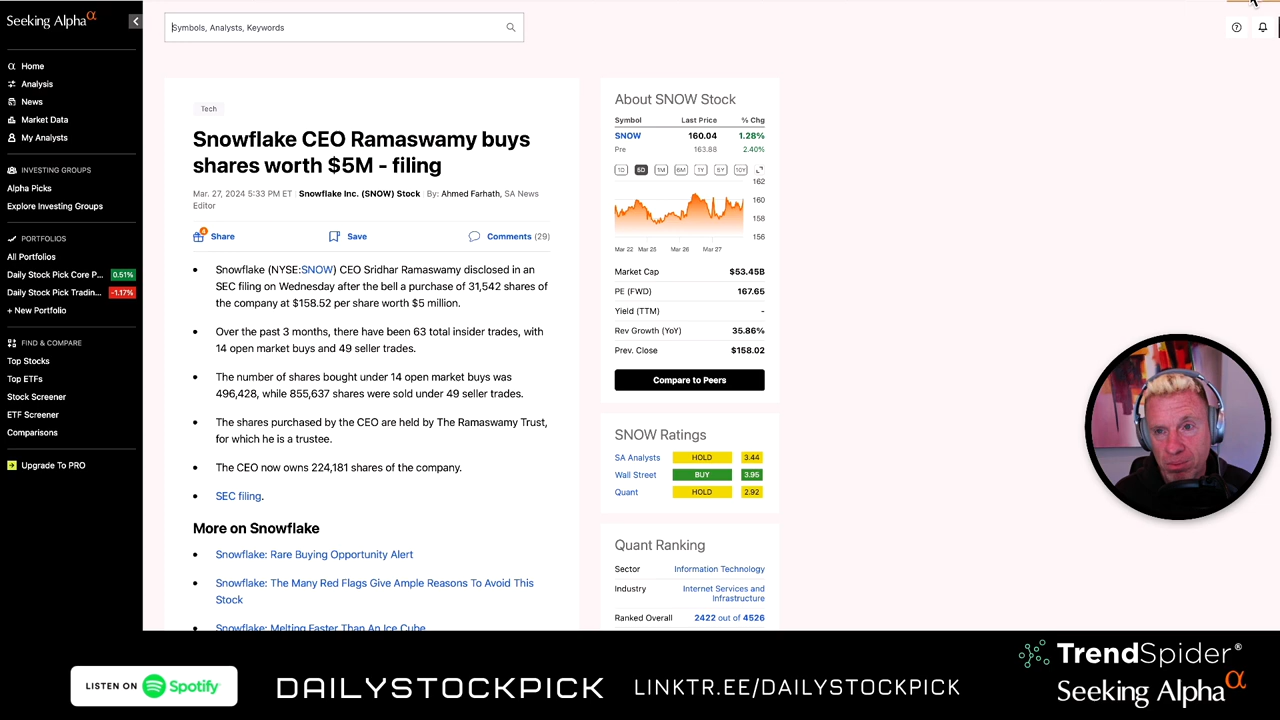 Seeking Alpha α
Symbols, Analysts, Keywords
Home
Analysis
News
Market Data
My Analysts
INVESTING GROUPS
Alpha Picks
Explore Investing Groups
PORTFOLIOS
All Portfolios
Daily Stock Pick Core P... 0.51%
Daily Stock Pick Tradin... -1.17%
+ New Portfolio
FIND & COMPARE
Top Stocks
Top ETFs
Stock Screener
ETF Screener
Comparisons
Upgrade To PRO
Tech
Snowflake CEO Ramaswamy buys
shares worth $5M - filing
Mar. 27, 2024 5:33 PM ET | Snowflake Inc. (SNOW) Stock | By: Ahmed Farhath, SA News
Editor
4
Share Save Comments (29)
• Snowflake (NYSE:SNOW) CEO Sridhar Ramaswamy disclosed in an
SEC filing on Wednesday after the bell a purchase of 31,542 shares of
the company at $158.52 per share worth $5 million.
• Over the past 3 months, there have been 63 total insider trades, with
14 open market buys and 49 seller trades.
• The number of shares bought under 14 open market buys was
496,428, while 855,637 shares were sold under 49 seller trades.
• The shares purchased by the CEO are held by The Ramaswamy Trust,
for which he is a trustee.
• The CEO now owns 224,181 shares of the company.
• SEC filing.
More on Snowflake
• Snowflake: Rare Buying Opportunity Alert
• Snowflake: The Many Red Flags Give Ample Reasons To Avoid This
Stock
• Snowflake: Melting Faster Than An Ice Cube
About SNOW Stock
Symbol Last Price % Chg
SNOW 160.04 1.28%
Pre 163.88 2.40%
1D 5D 1M 6M 1Y 5Y 10Y
162
160
158
156
Mar 22 Mar 25 Mar 26 Mar 27
Market Cap $53.45B
PE (FWD) 167.65
Yield (TTM) -
Rev Growth (YoY) 35.86%
Prev. Close $158.02
Compare to Peers
SNOW Ratings
SA Analysts HOLD 3.44
Wall Street BUY 3.95
Quant HOLD 2.92
Quant Ranking
Sector Information Technology
Industry Internet Services and
Infrastructure
Ranked Overall 2422 out of 4526
LISTEN ON Spotify
DAILYSTOCKPICK
LINKTR.EE/DAILYSTOCKPICK
TrendSpider®
Seeking Alpha α